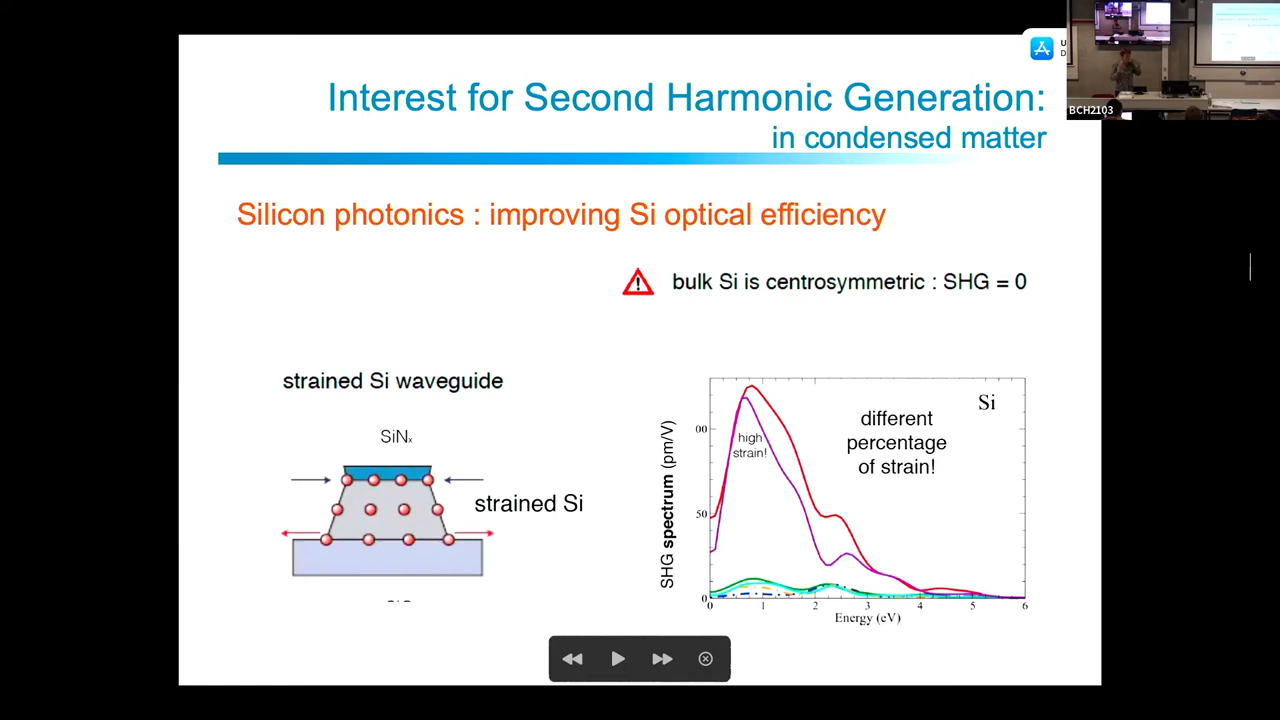 Interest for Second Harmonic Generation:
in condensed matter
BCH2103
Silicon photonics : improving Si optical efficiency
bulk Si is centrosymmetric : SHG = 0
strained Si waveguide
SiNx
strained Si
Si
different
percentage
of strain!
high
strain!
SHG spectrum (pm/V)
00
50
0
0 1 2 3 4 5 6
Energy (eV)